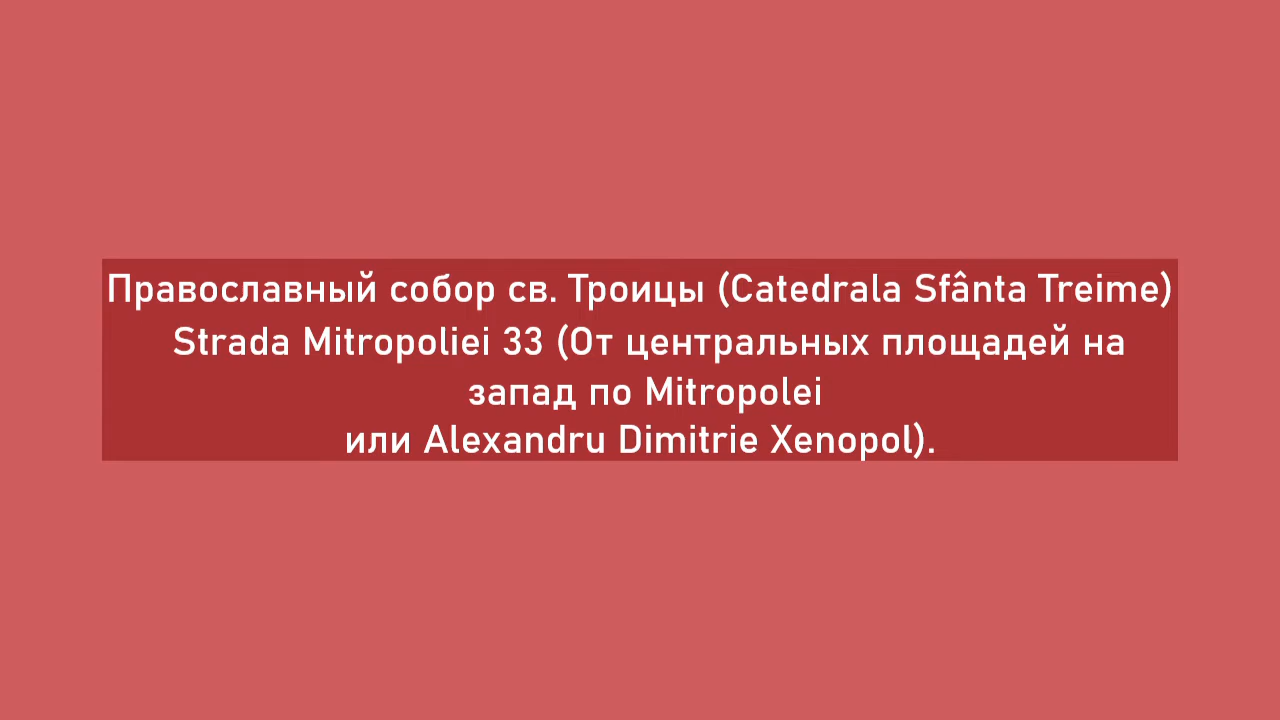 Православный собор св. Троицы (Catedrala Sfânta Treime)
Strada Mitropoliei 33 (От центральных площадей на
запад по Mitropolei
или Alexandru Dimitrie Xenopol).